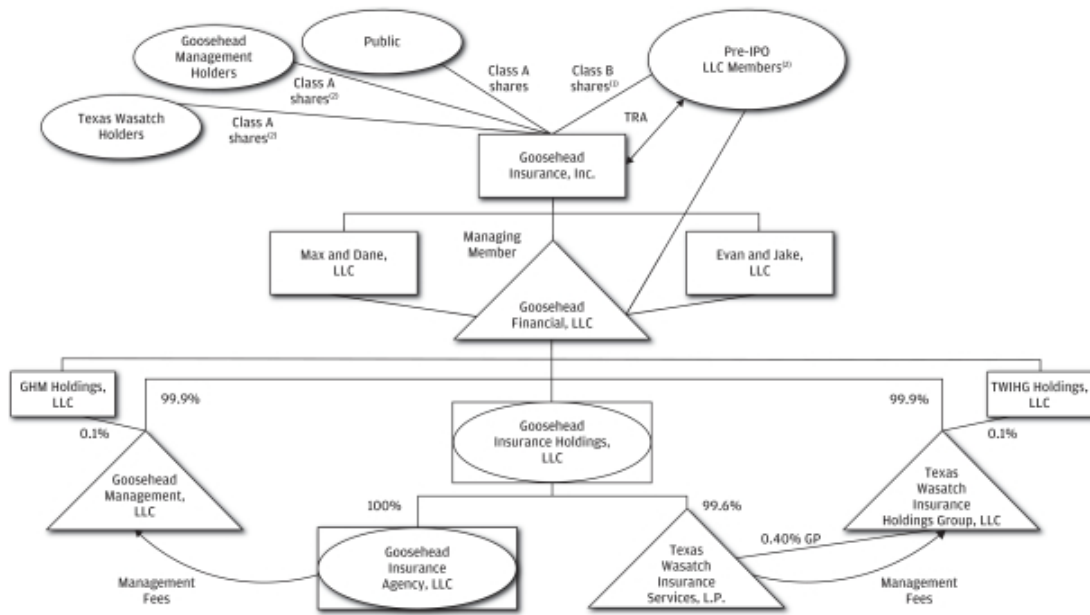 Goosehead
Management
Holders
Public
Pre-IPO
LLC Members(2)
Class A
shares(2)
Class A
shares
Class B
shares(1)
Texas Wasatch
Holders
Class A
shares(2)
TRA
Goosehead
Insurance, Inc.
Max and Dane,
LLC
Managing
Member
Evan and Jake,
LLC
Goosehead
Financial, LLC
GHM Holdings,
LLC
99.9%
99.9%
TWIHG Holdings,
LLC
0.1%
Goosehead
Insurance Holdings,
LLC
0.1%
Goosehead
Management,
LLC
Texas
Wasatch
Insurance
Holdings Group, LLC
100%
99.6%
0.40% GP
Goosehead
Insurance
Agency, LLC
Texas
Wasatch
Insurance
Services, L.P.
Management
Fees
Management
Fees